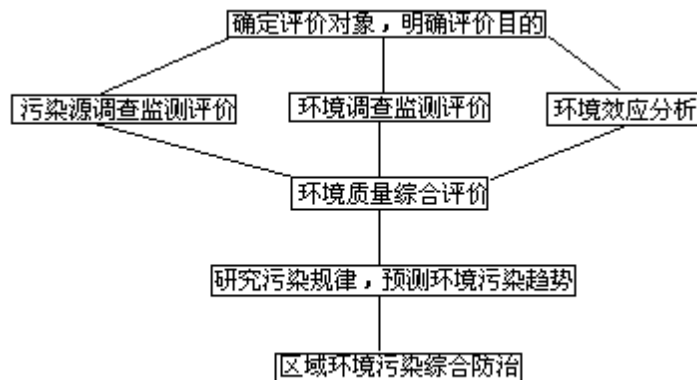 确定评价对象，明确评价目的
污染源调查监测评价
环境调查监测评价
环境效应分析
环境质量综合评价
研究污染规律，预测环境污染趋势
区域环境污染综合防治